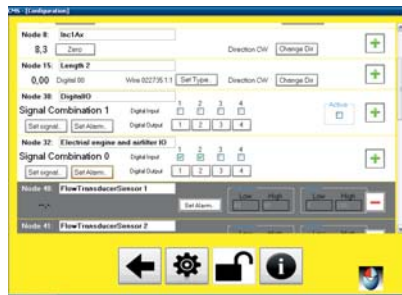 CMS - [Configuration]
Node 8: Inc1Ax
8,3 Zero Direction CW Change Dir
Node 15: Length 2
0,00 Digital 00 Wire 022735.1:1 Set Type.. Direction CW Change Dir
Node 30: DigitalIO
Signal Combination 1 Digital Input 1 2 3 4 Active
Set signal. Set Alarm. Digital Output 1 2 3 4
Node 32: Electrial engine and airfilter IO
Signal Combination 0 Digital Input 1 2 3 4
Set signal. Set Alarm. Digital Output 1 2 3 4
Node 40: FlowTransducerSensor 1
--,-- Set Alarm. Low High Low High
Node 41: FlowTransducerSensor 2